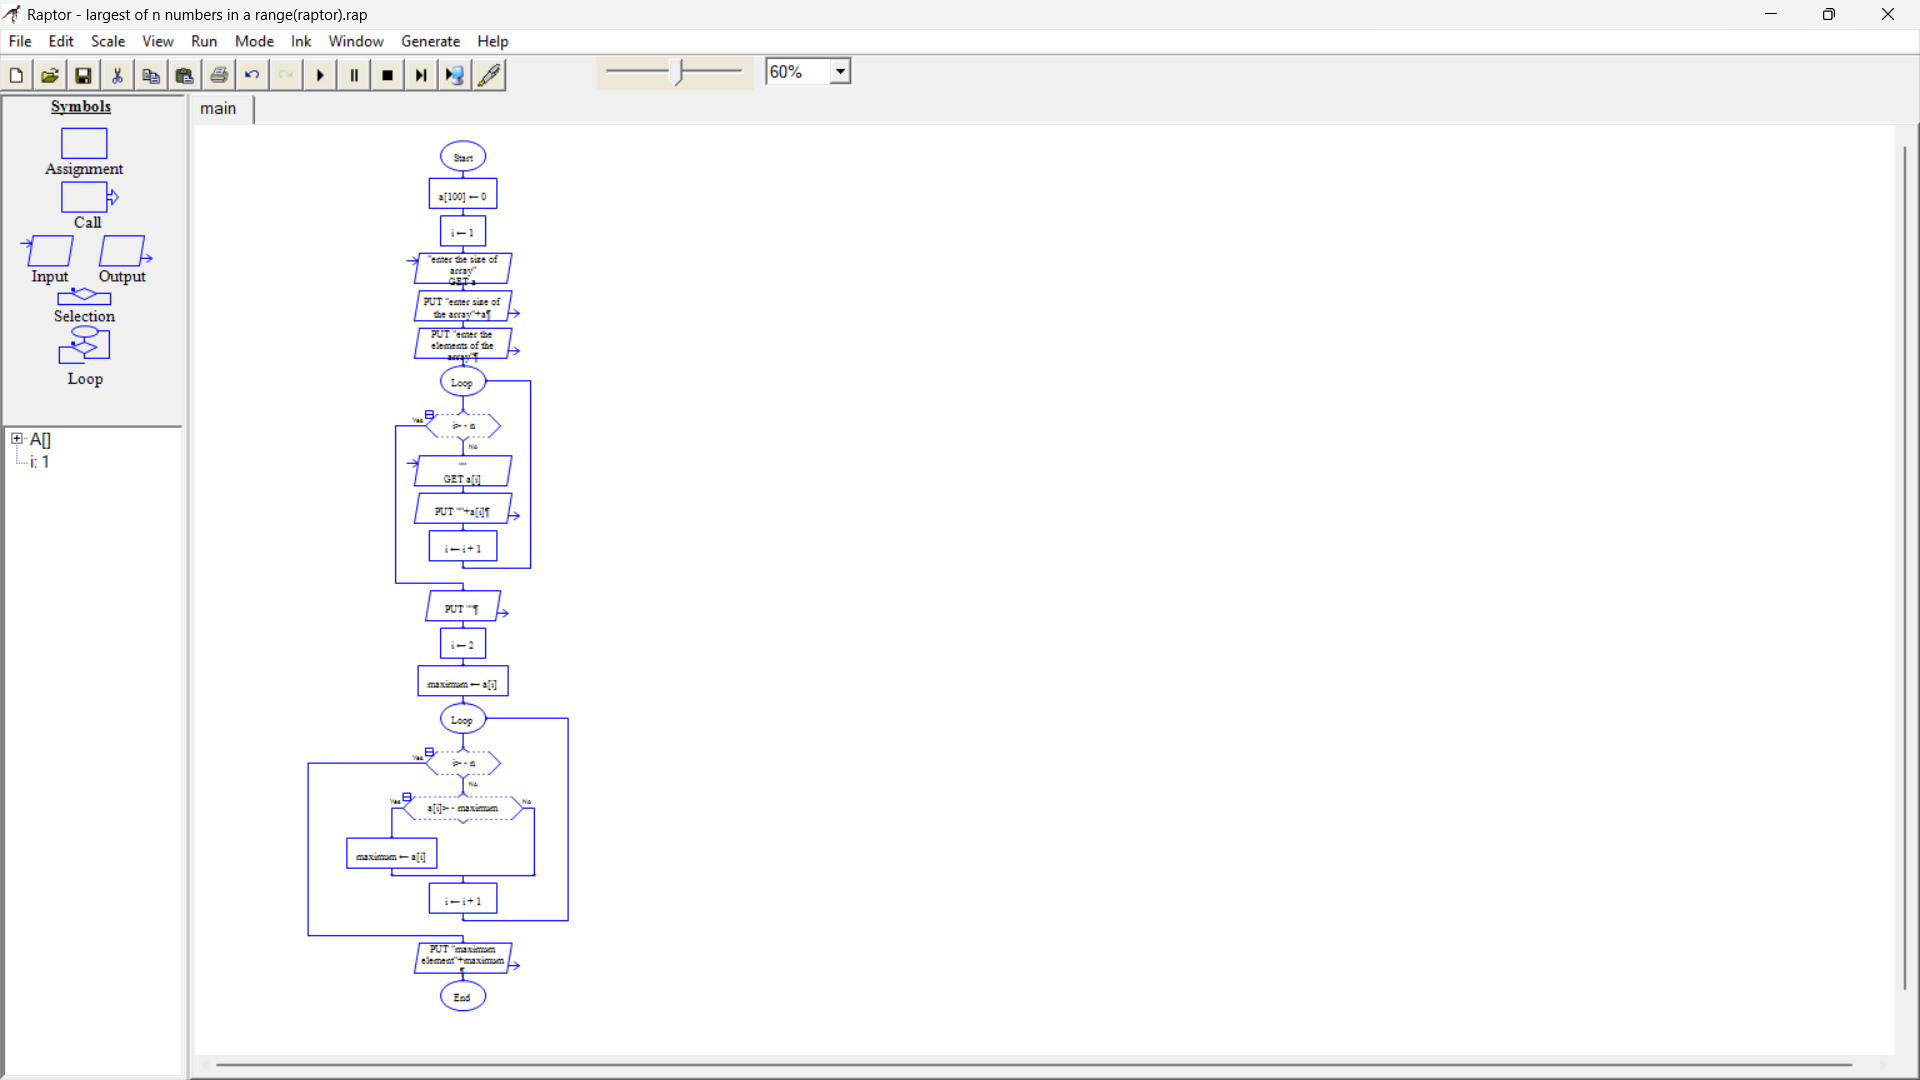 Raptor - largest of n numbers in a range(raptor).rap
File Edit Scale View Run Mode Ink Window Generate Help
60%
Symbols
Assignment
Call
Input Output
Selection
Loop
A[]
i: 1
main
Start
a[100] ← 0
i ← 1
"enter the size of
array"
GET a
PUT "enter size of
the array"+a¶
PUT "enter the
elements of the
array"¶
Loop
Yes
i>= n
No
""
GET a[i]
PUT ""+a[i]¶
i ← i + 1
PUT ""¶
i ← 2
maximum ← a[i]
Loop
Yes
i>= n
No
Yes
a[i]>= maximum
No
maximum ← a[i]
i ← i + 1
PUT "maximum
element"+maximum
¶
End